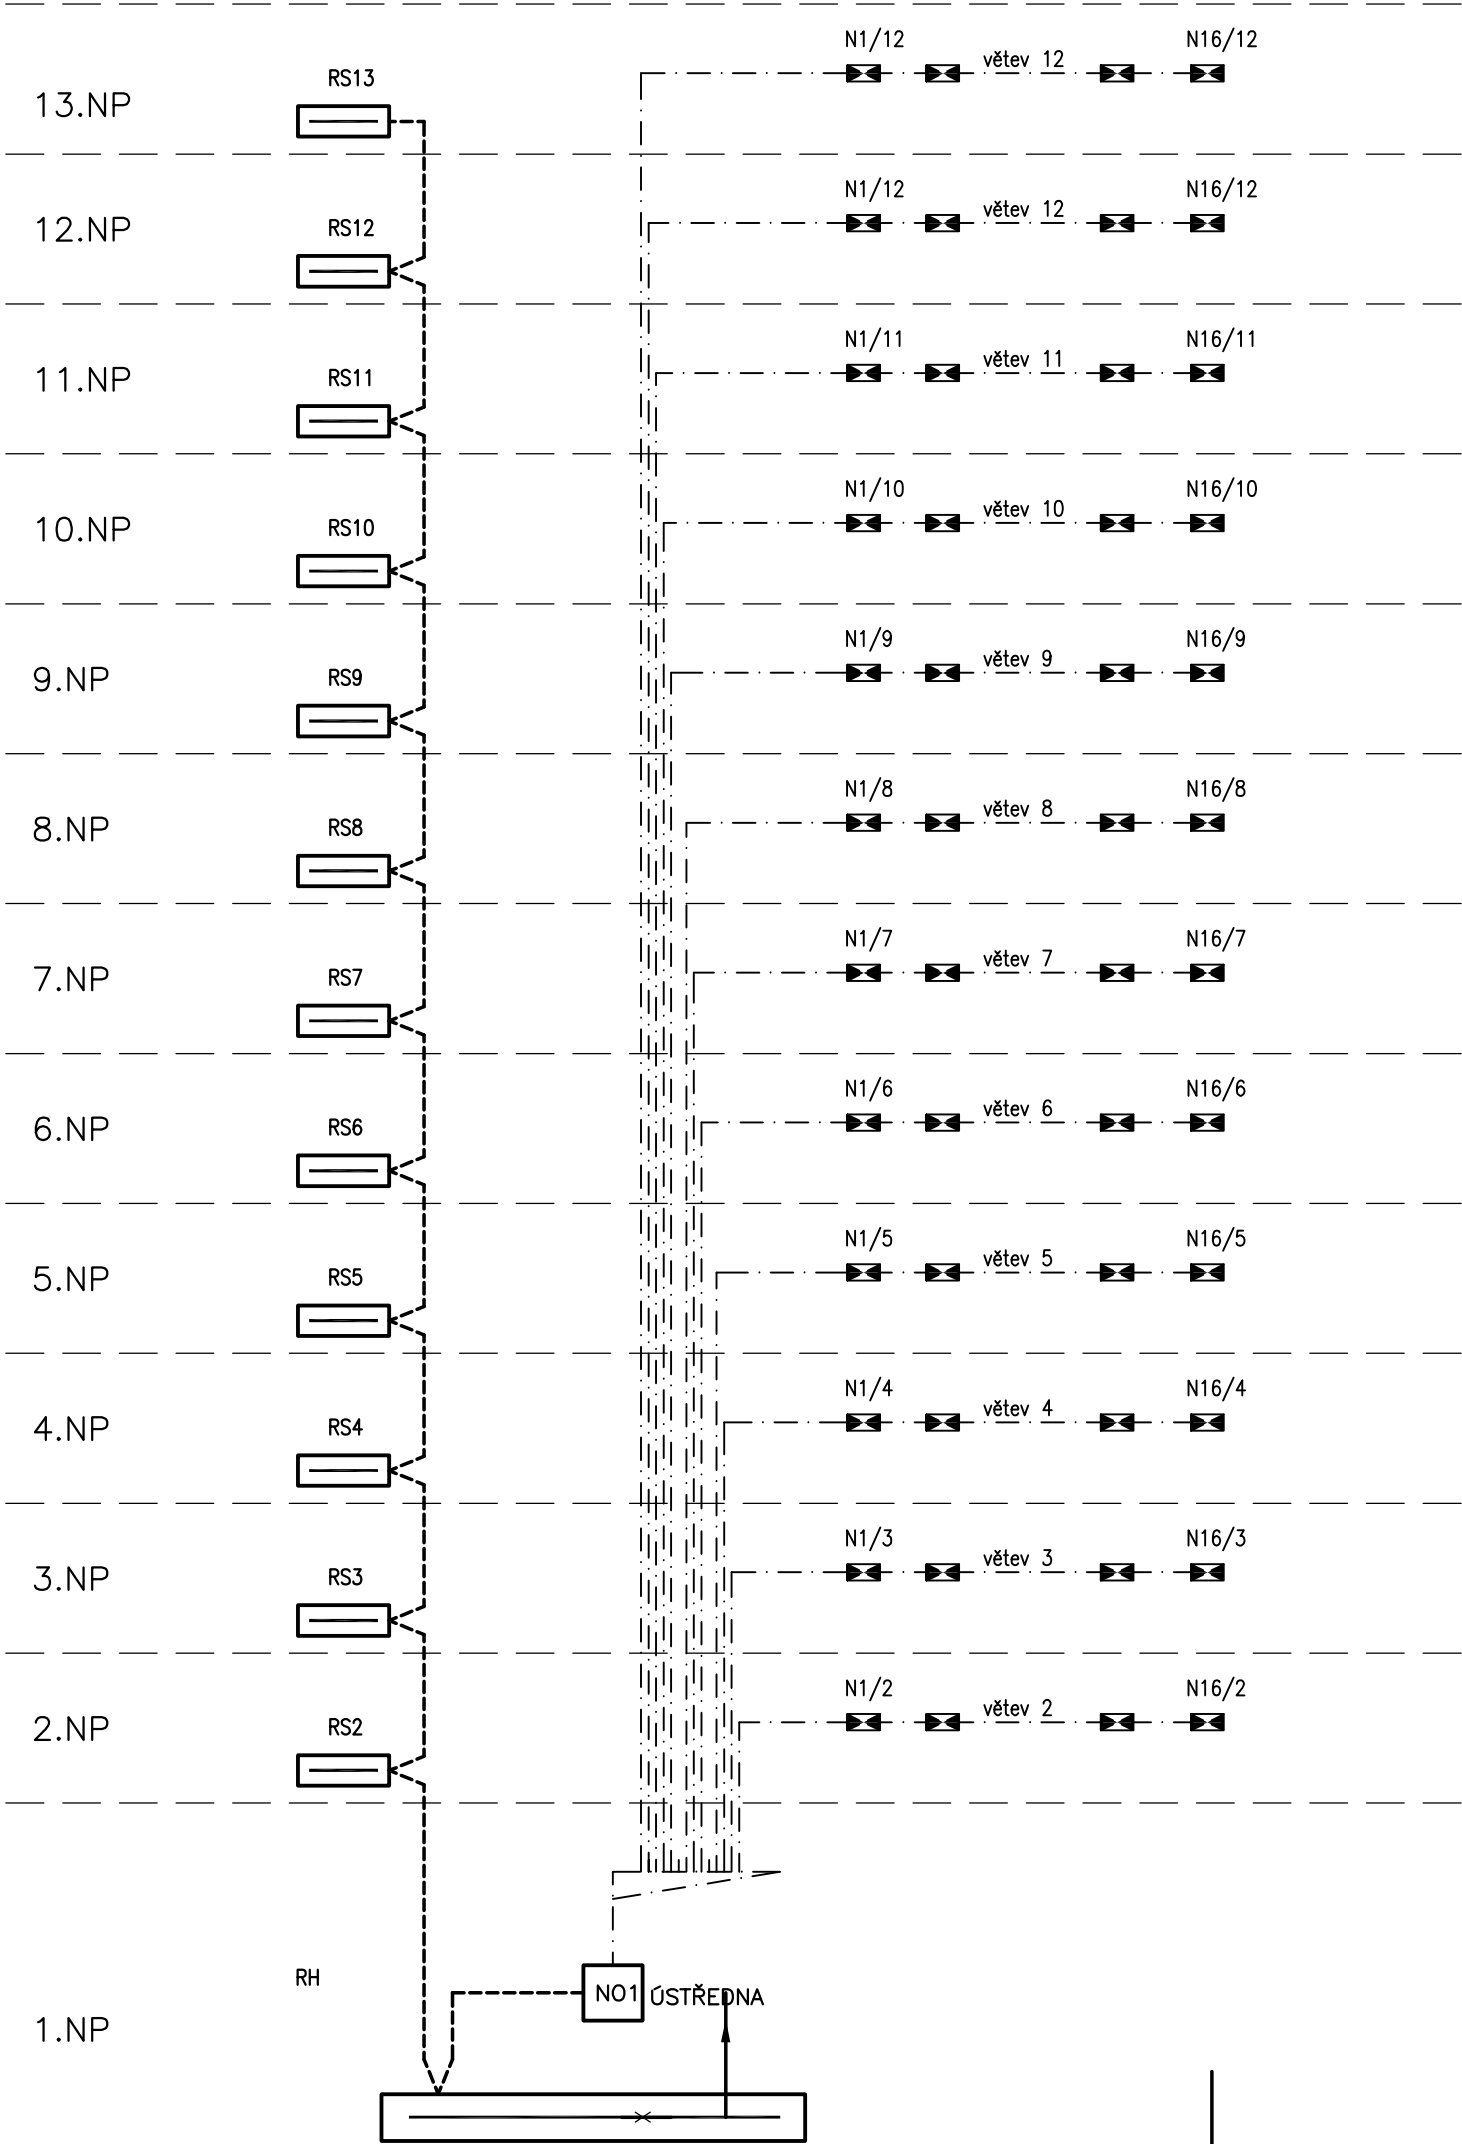 N1/12 větev 12 N16/12
RS13
13.NP
N1/12 větev 12 N16/12
RS12
12.NP
N1/11 větev 11 N16/11
RS11
11.NP
N1/10 větev 10 N16/10
RS10
10.NP
N1/9 větev 9 N16/9
RS9
9.NP
N1/8 větev 8 N16/8
RS8
8.NP
N1/7 větev 7 N16/7
RS7
7.NP
N1/6 větev 6 N16/6
RS6
6.NP
N1/5 větev 5 N16/5
RS5
5.NP
N1/4 větev 4 N16/4
RS4
4.NP
N1/3 větev 3 N16/3
RS3
3.NP
N1/2 větev 2 N16/2
RS2
2.NP
RH
NO1 ÚSTŘEDNA
1.NP